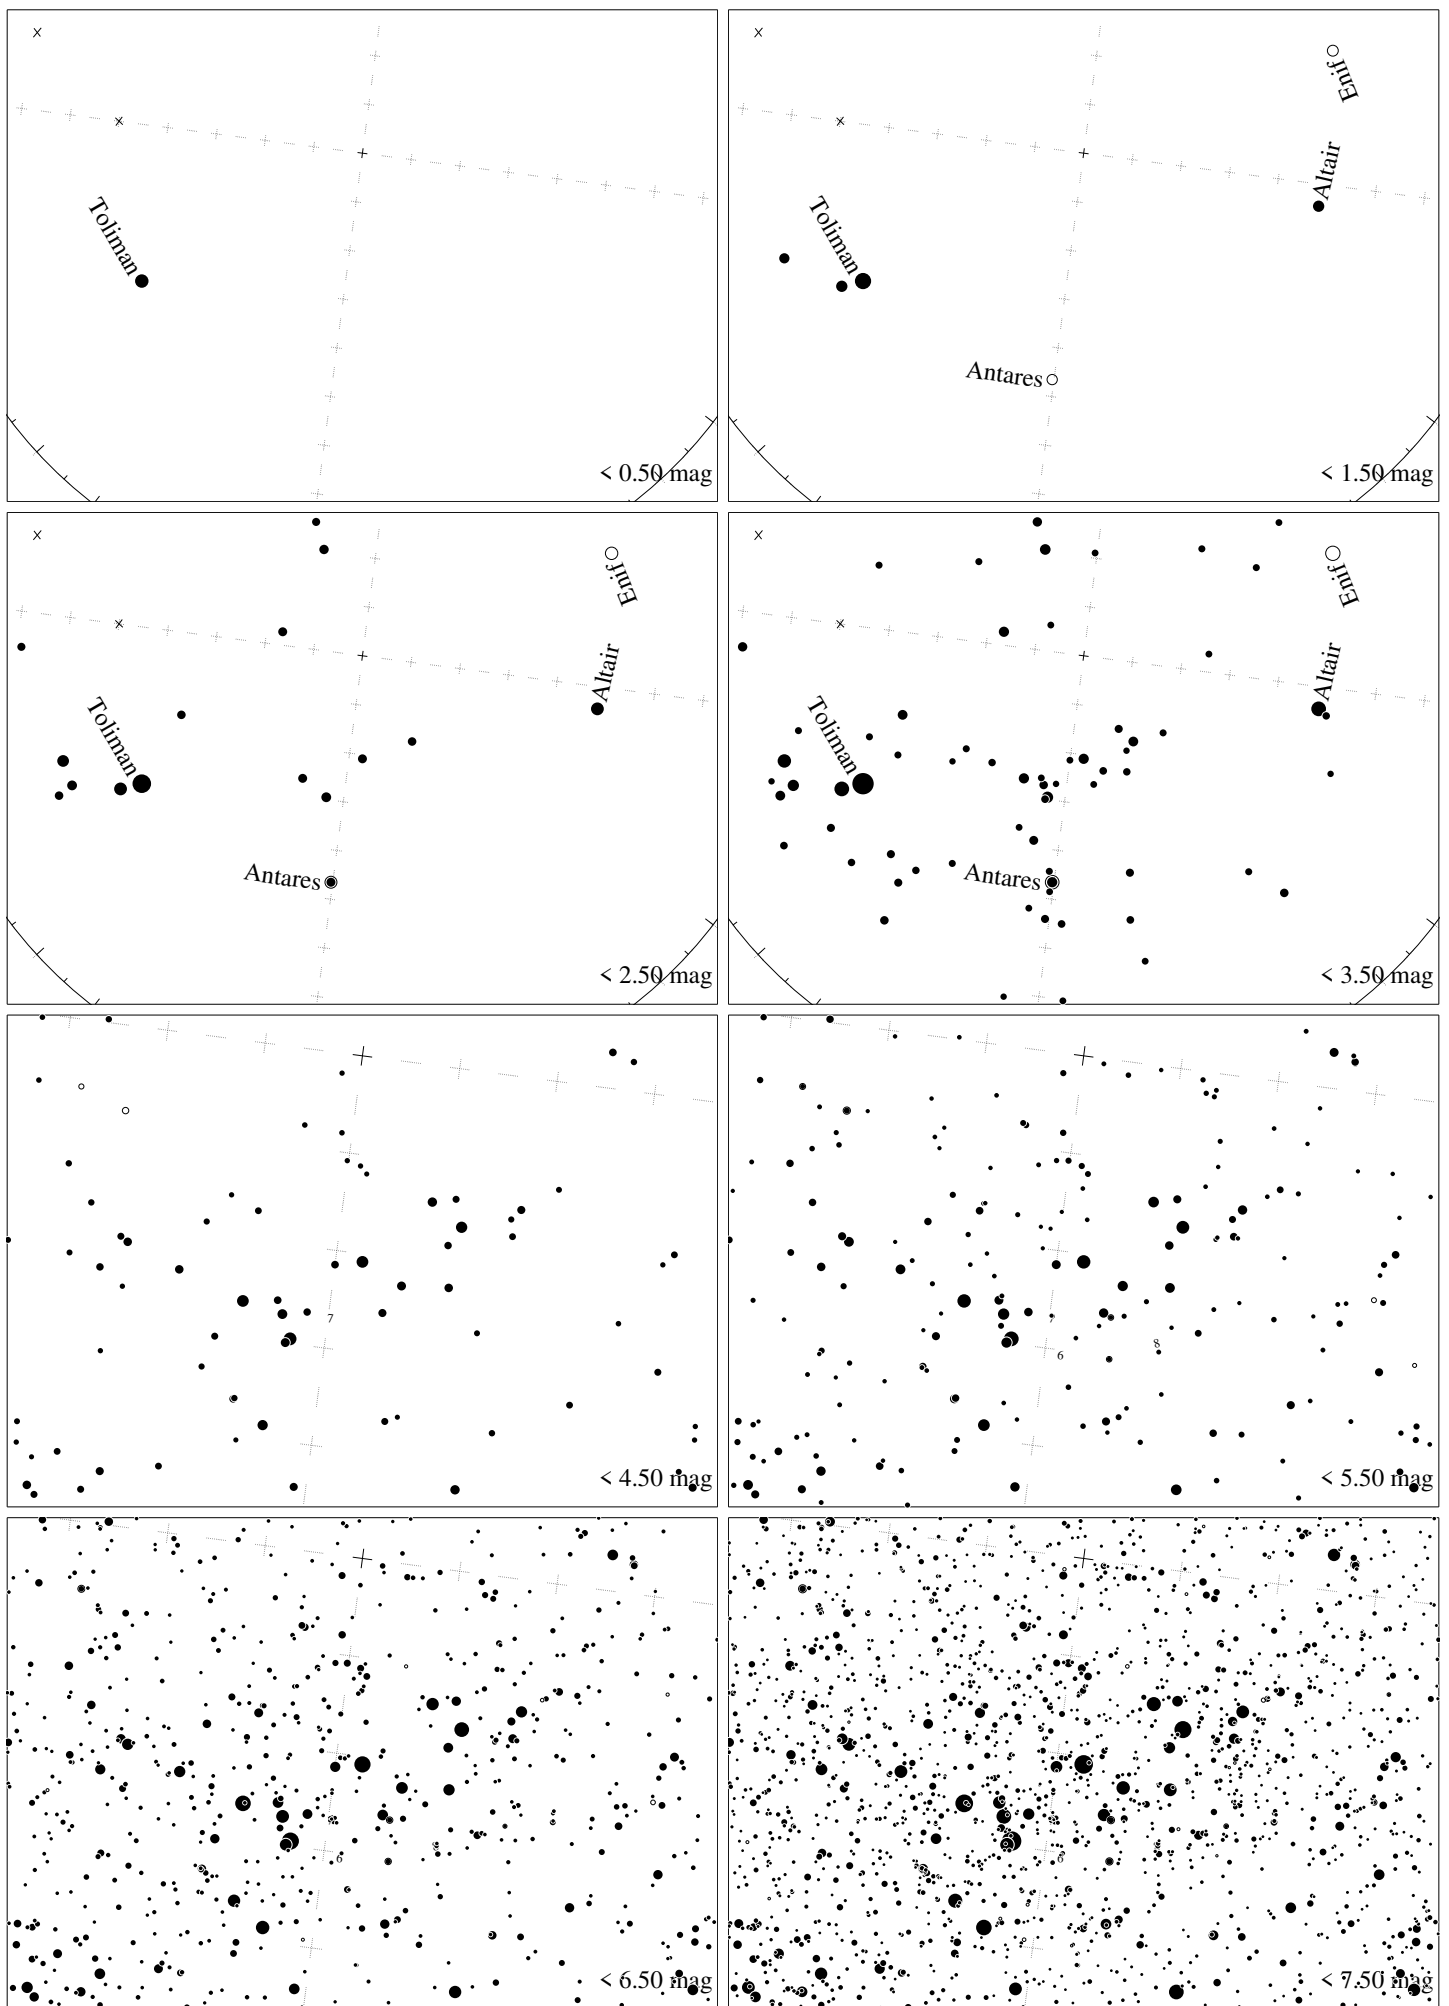 Toliman
< 0.50 mag
Enif
Altair
Toliman
Antares
< 1.50 mag
Enif
Altair
Toliman
Antares
< 2.50 mag
Enif
Altair
Toliman
Antares
< 3.50 mag
7
< 4.50 mag
7
8
6
< 5.50 mag
6
< 6.50 mag
6
< 7.50 mag